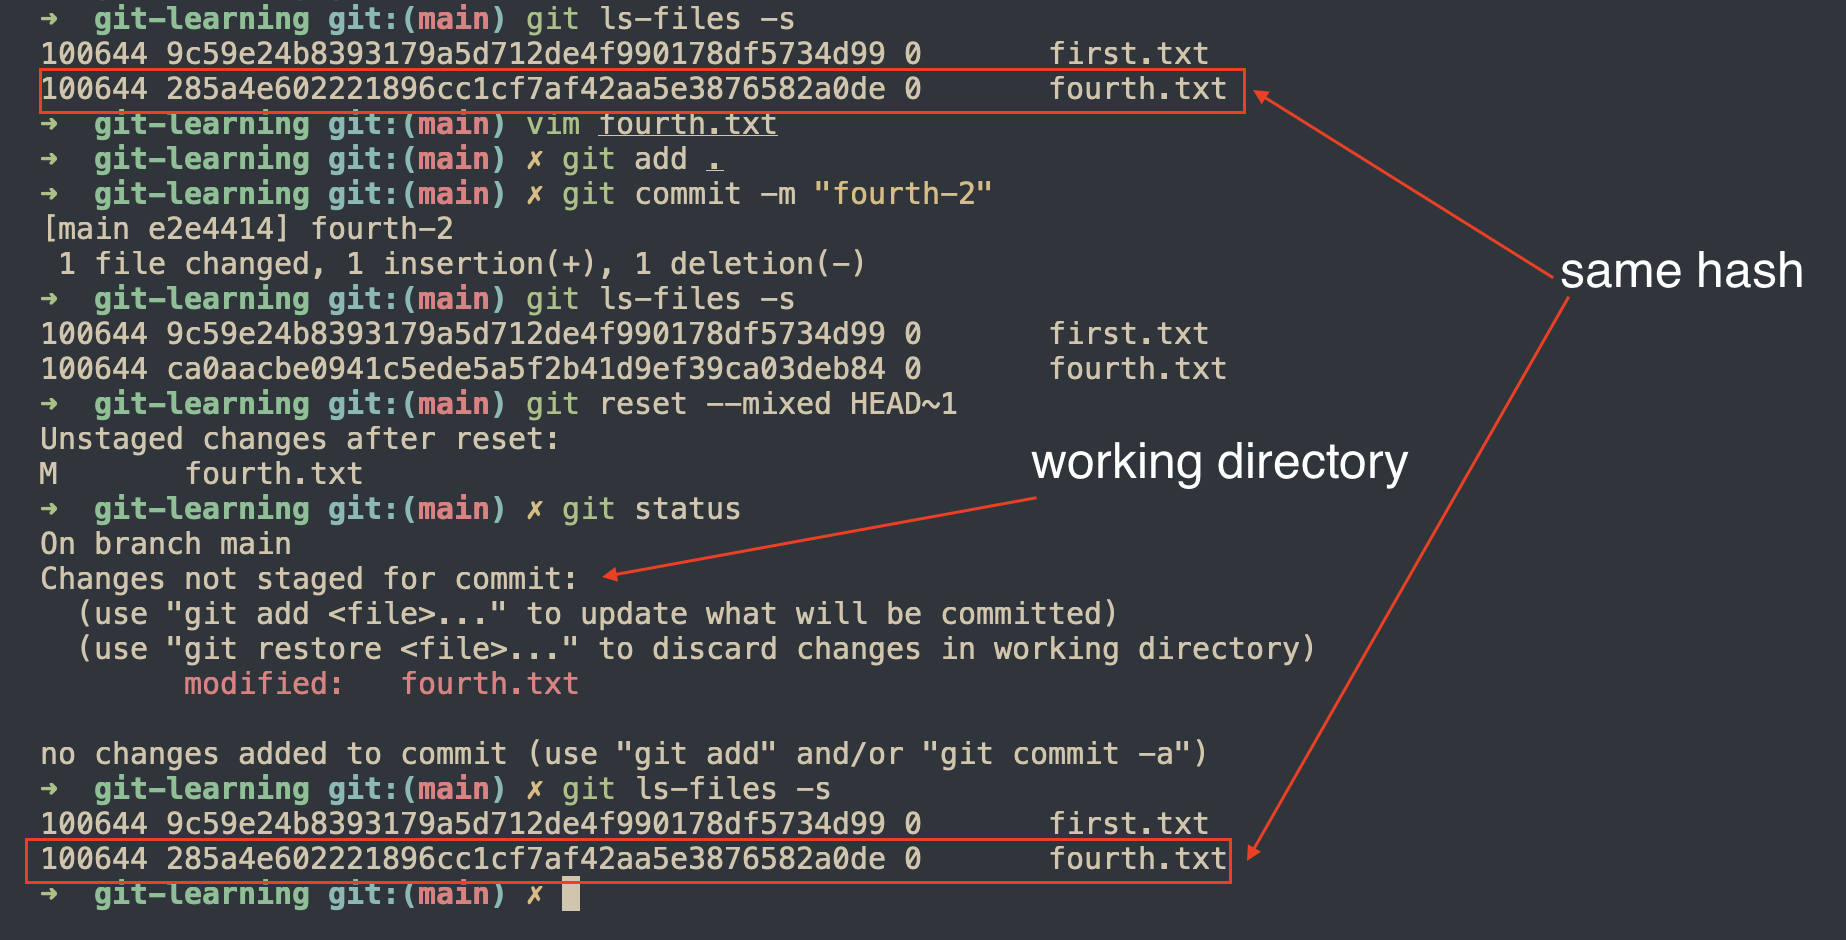 ➜  git-learning git:(main) git ls-files -s
100644 9c59e24b8393179a5d712de4f990178df5734d99 0       first.txt
100644 285a4e602221896cc1cf7af42aa5e3876582a0de 0       fourth.txt
➜  git-learning git:(main) vim fourth.txt
➜  git-learning git:(main) ✗ git add .
➜  git-learning git:(main) ✗ git commit -m "fourth-2"
[main e2e4414] fourth-2
 1 file changed, 1 insertion(+), 1 deletion(-)
same hash
➜  git-learning git:(main) git ls-files -s
100644 9c59e24b8393179a5d712de4f990178df5734d99 0       first.txt
100644 ca0aacbe0941c5ede5a5f2b41d9ef39ca03deb84 0       fourth.txt
➜  git-learning git:(main) git reset --mixed HEAD~1
Unstaged changes after reset:
M       fourth.txt
working directory
➜  git-learning git:(main) ✗ git status
On branch main
Changes not staged for commit:
  (use "git add <file>..." to update what will be committed)
  (use "git restore <file>..." to discard changes in working directory)
        modified:   fourth.txt
no changes added to commit (use "git add" and/or "git commit -a")
➜  git-learning git:(main) ✗ git ls-files -s
100644 9c59e24b8393179a5d712de4f990178df5734d99 0       first.txt
100644 285a4e602221896cc1cf7af42aa5e3876582a0de 0       fourth.txt
➜  git-learning git:(main) ✗